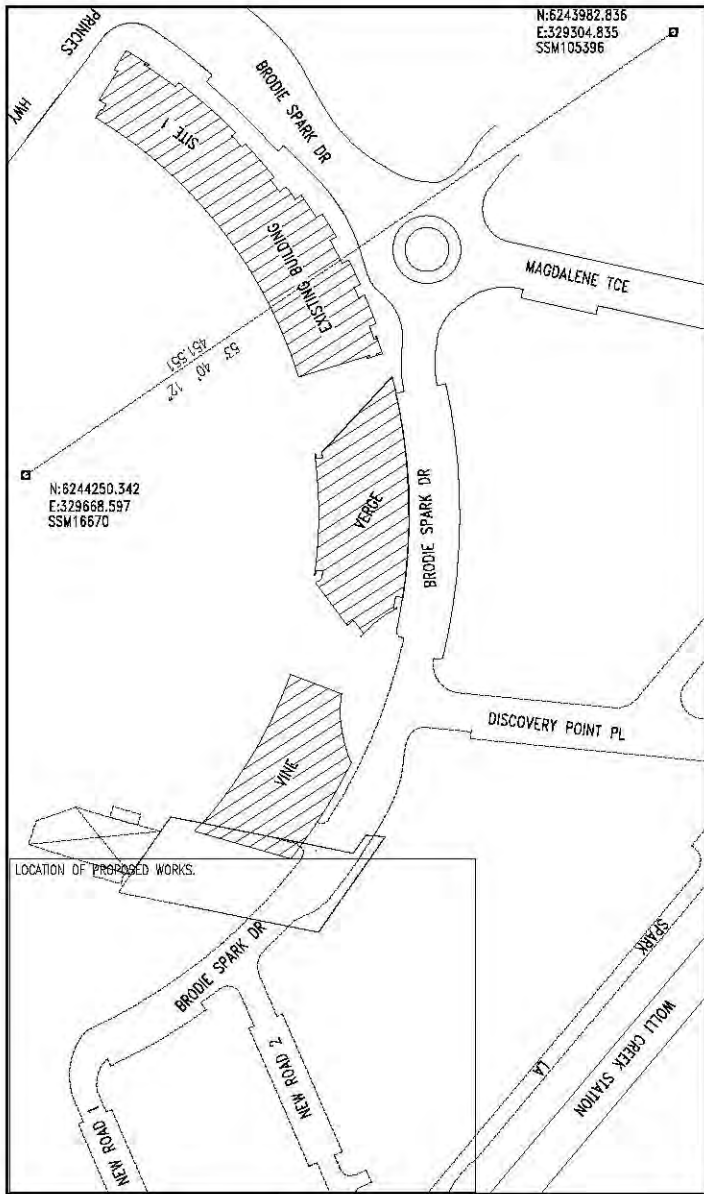 N:6243982.836
E:329304.835
SSM105396
PRINCES
HWY
BRODIE SPARK DR
SITE 1
EXISTING BUILDING
MAGDALENE TCE
53° 40' 12"
451.551
N:6244250.342
E:329668.597
SSM16670
VERGE
BRODIE SPARK DR
DISCOVERY POINT PL
VINE
LOCATION OF PROPOSED WORKS.
BRODIE SPARK DR
SPARK
LA
WOLLI CREEK STATION
NEW ROAD 2
NEW ROAD 1